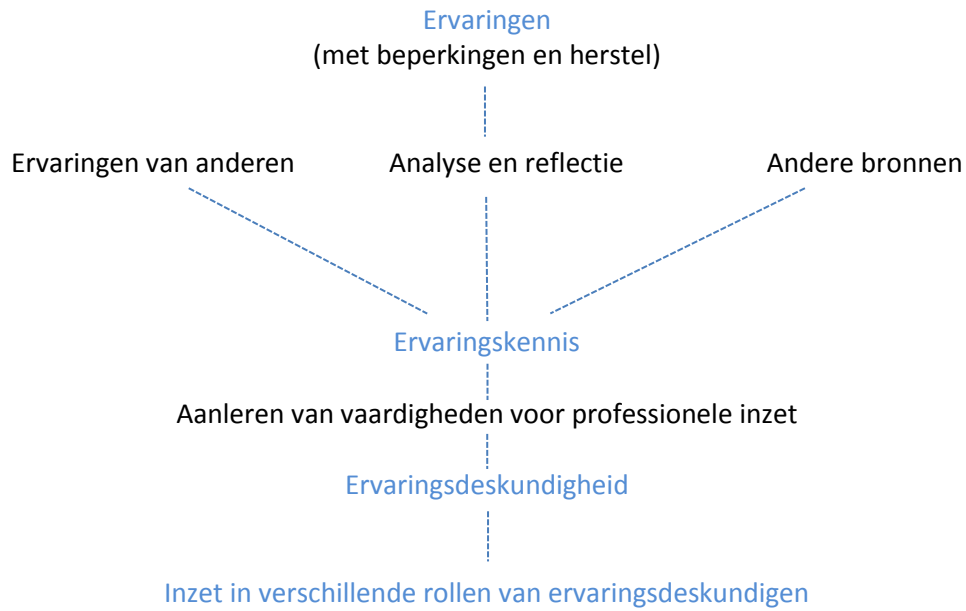 Ervaringen
(met beperkingen en herstel)
Ervaringen van anderen
Analyse en reflectie
Andere bronnen
Ervaringskennis
Aanleren van vaardigheden voor professionele inzet
Ervaringsdeskundigheid
Inzet in verschillende rollen van ervaringsdeskundigen